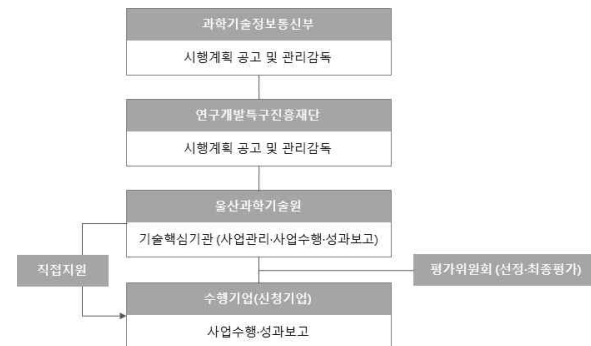 과학기술정보통신부
시행계획 공고 및 관리감독
연구개발특구진흥재단
시행계획 공고 및 관리감독
울산과학기술원
기술핵심기관 (사업관리·사업수행·성과보고)
직접지원
평가위원회 (선정·최종평가)
수행기업(신청기업)
사업수행·성과보고